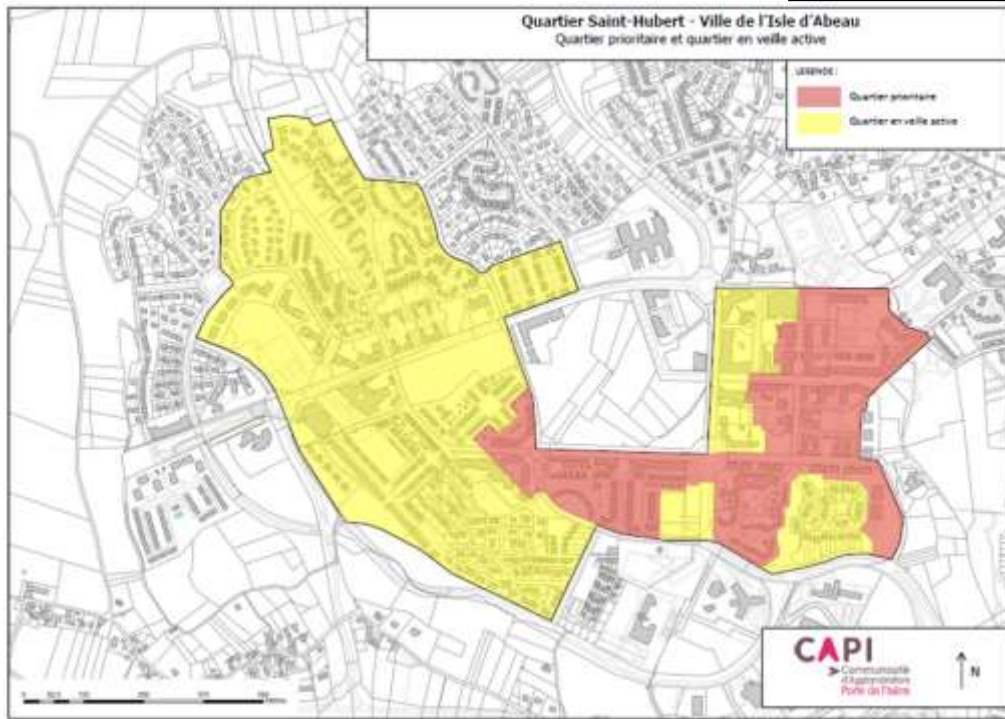 Quartier Saint-Hubert - Ville de l'Isle d'Abeau
Quartier prioritaire et quartier en veille active
LEGENDE :
Quartier prioritaire
Quartier en veille active
CAPI
Communauté
d'Agglomération
Porte de l'Isère
N
0